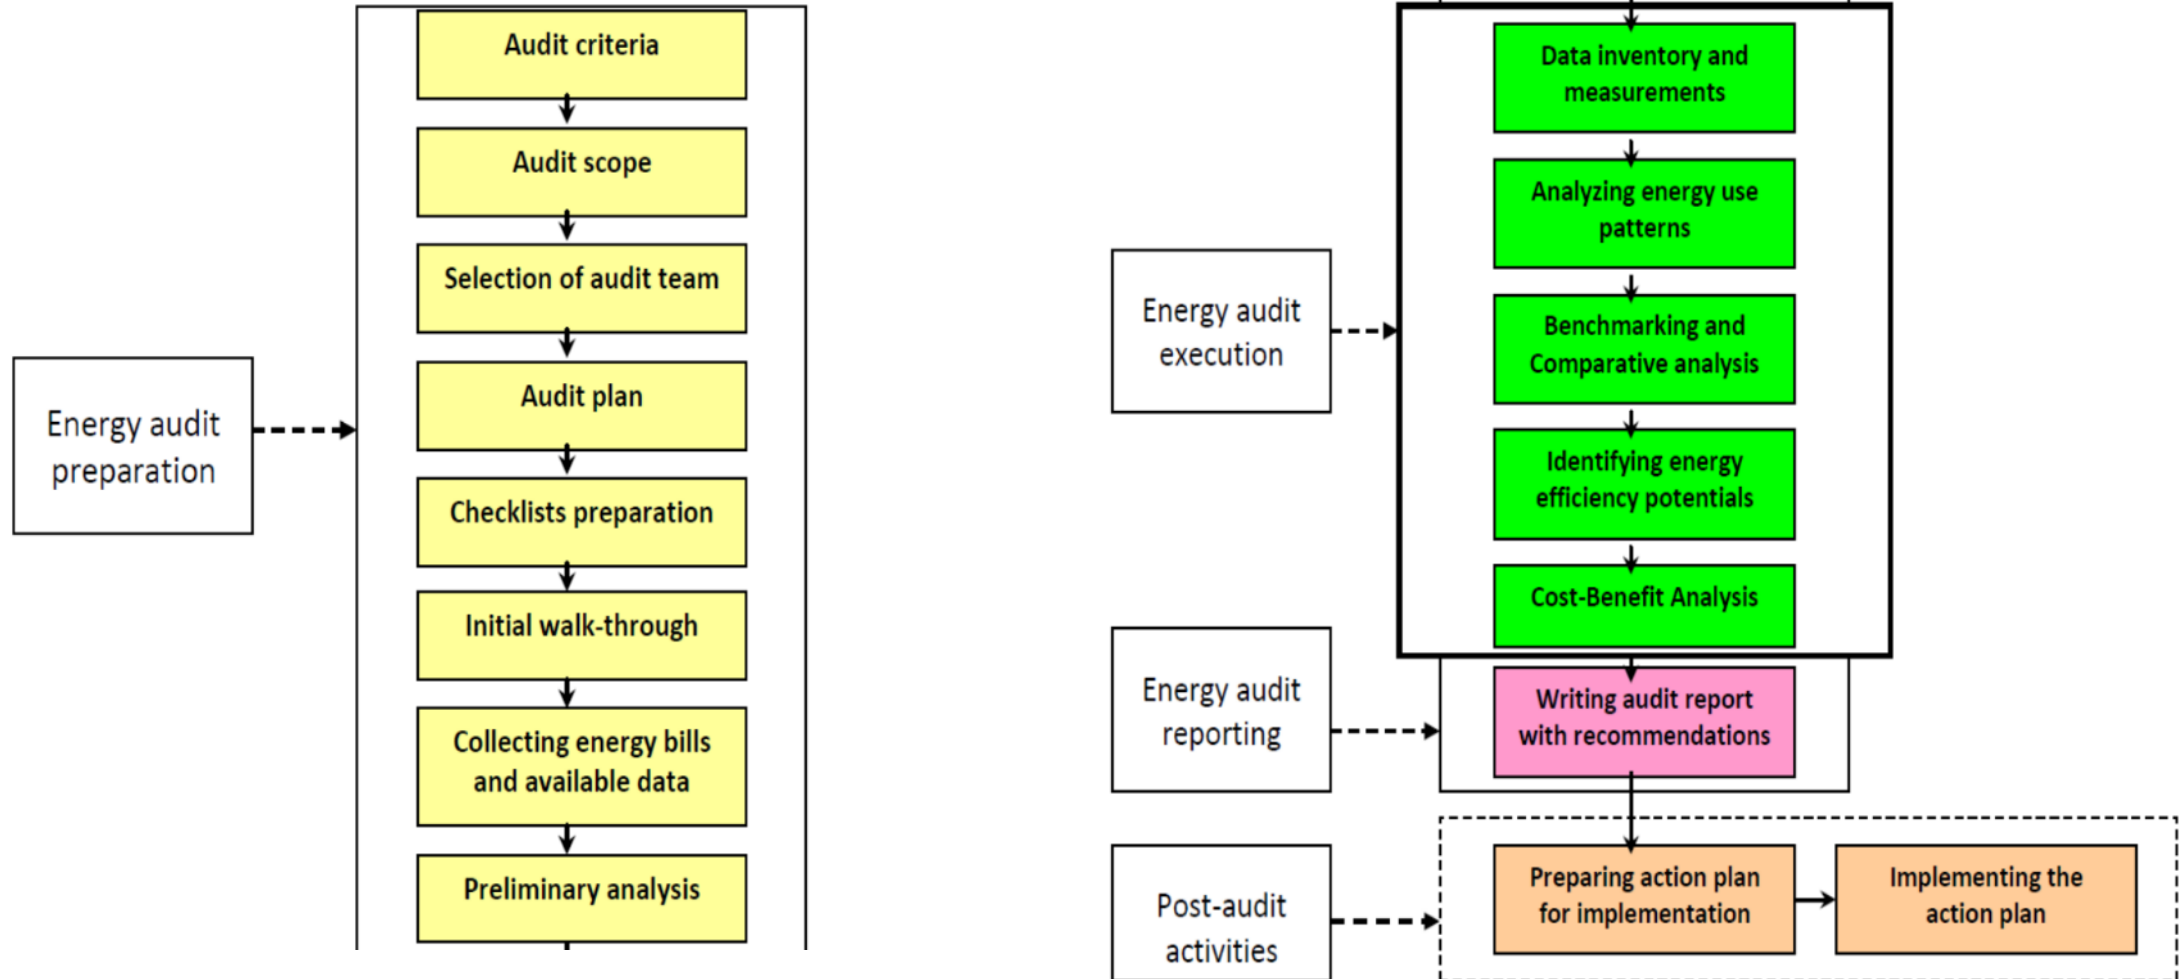 Audit criteria
Audit scope
Selection of audit team
Audit plan
Checklists preparation
Initial walk-through
Collecting energy bills
and available data
Preliminary analysis
Energy audit
preparation
Data inventory and
measurements
Analyzing energy use
patterns
Benchmarking and
Comparative analysis
Identifying energy
efficiency potentials
Cost-Benefit Analysis
Energy audit
execution
Writing audit report
with recommendations
Energy audit
reporting
Preparing action plan
for implementation
Implementing the
action plan
Post-audit
activities